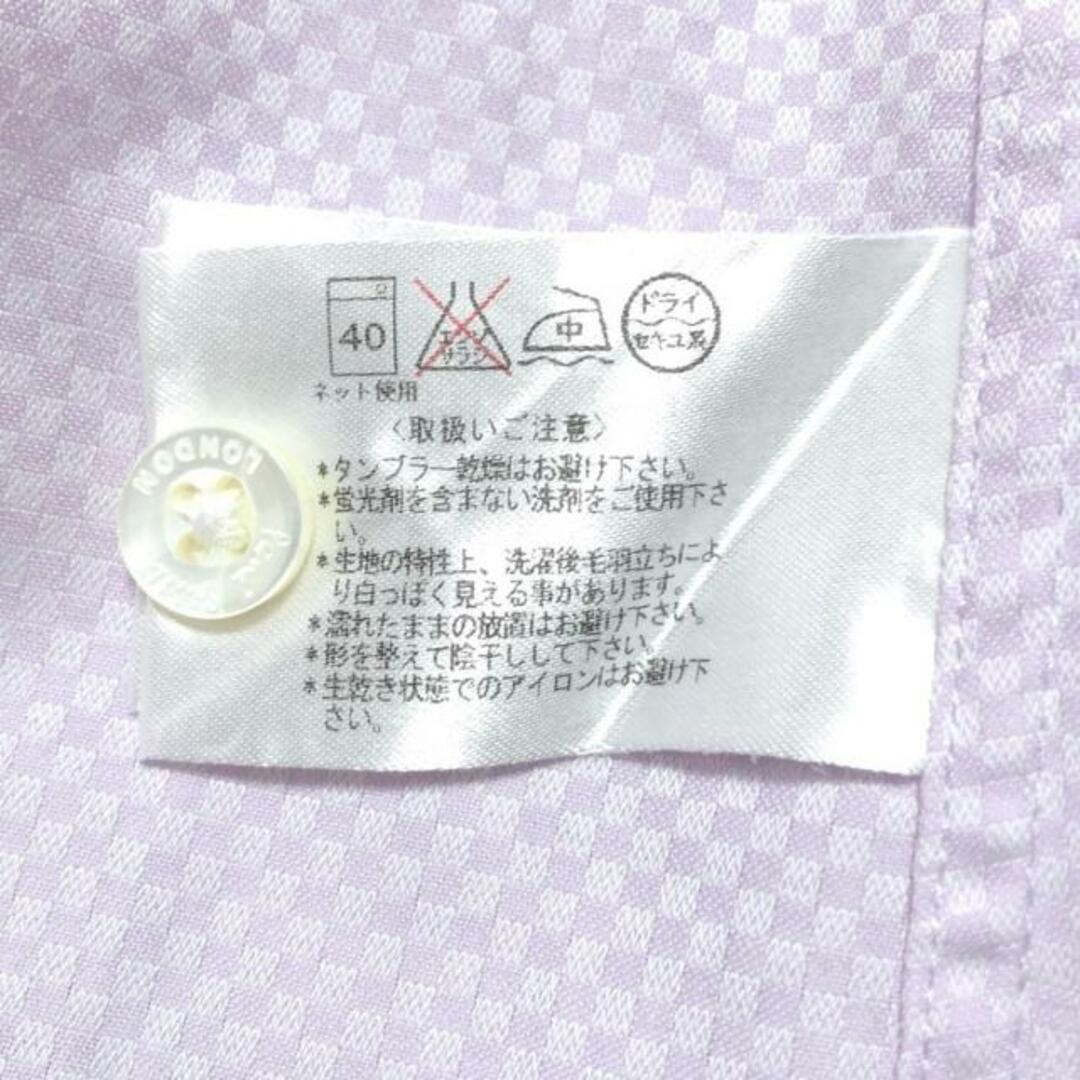 40
エンソ
サラシ
中
ドライ
セキユ系
ネット使用
〈取扱いご注意〉
*タンブラー乾燥はお避け下さい。
*蛍光剤を含まない洗剤をご使用下さ
い。
*生地の特性上、洗濯後毛羽立ちによ
り白っぽく見える事があります。
*濡れたままの放置はお避け下さい。
*形を整えて陰干しして下さい。
*生乾き状態でのアイロンはお避け下
さい。
LONDON